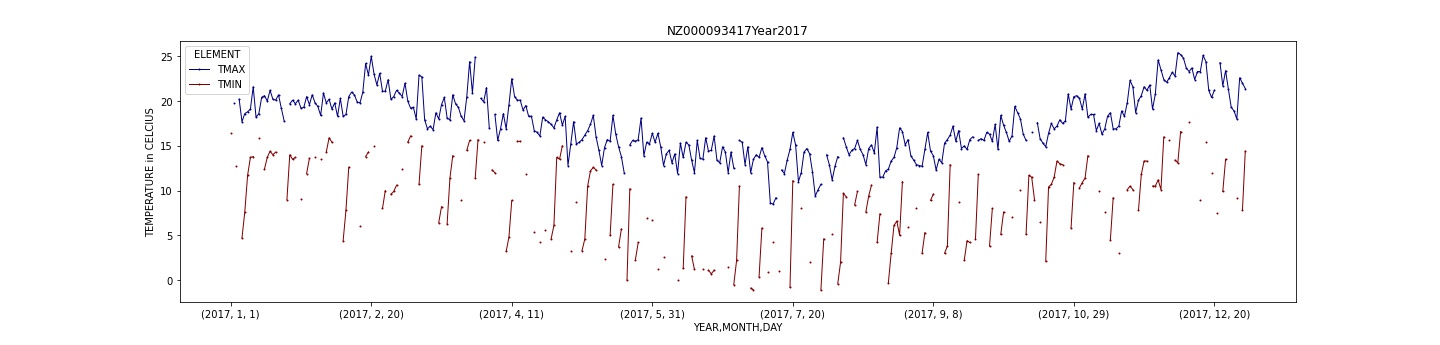 NZ000093417Year2017
ELEMENT
TMAX
TMIN
TEMPERATURE in CELCIUS
25
20
15
10
5
0
(2017, 1, 1)
(2017, 2, 20)
(2017, 4, 11)
(2017, 5, 31)
(2017, 7, 20)
(2017, 9, 8)
(2017, 10, 29)
(2017, 12, 20)
YEAR,MONTH,DAY